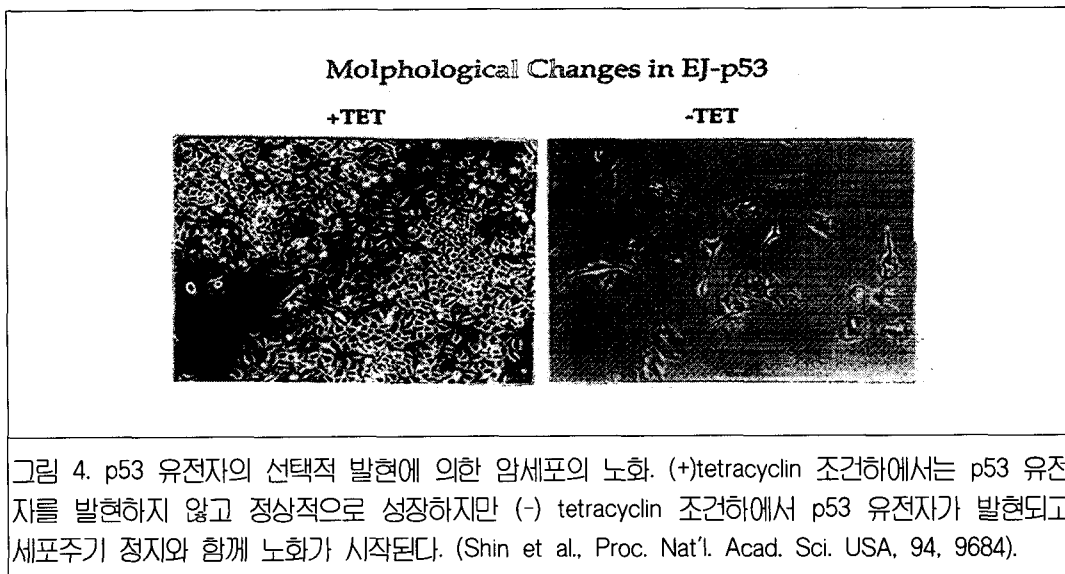 Molphological Changes in EJ-p53
+TET
-TET
그림 4. p53 유전자의 선택적 발현에 의한 암세포의 노화. (+)tetracyclin 조건하에서는 p53 유전
자를 발현하지 않고 정상적으로 성장하지만 (-) tetracyclin 조건하에서 p53 유전자가 발현되고
세포주기 정지와 함께 노화가 시작된다. (Shin et al., Proc. Nat'l. Acad. Sci. USA, 94, 9684).